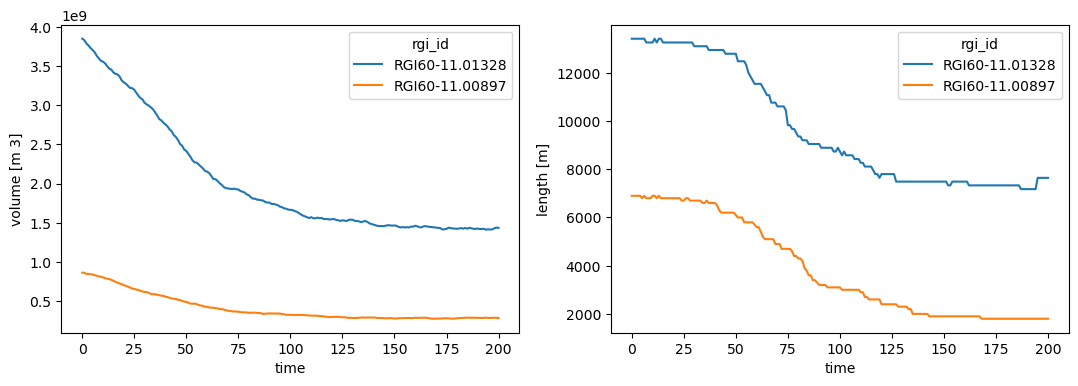 1e9
4.0
3.5
3.0
2.5
2.0
1.5
1.0
0.5
volume [m 3]
0 25 50 75 100 125 150 175 200
time
rgi_id
RGI60-11.01328
RGI60-11.00897
12000
10000
8000
6000
4000
2000
length [m]
0 25 50 75 100 125 150 175 200
time
rgi_id
RGI60-11.01328
RGI60-11.00897